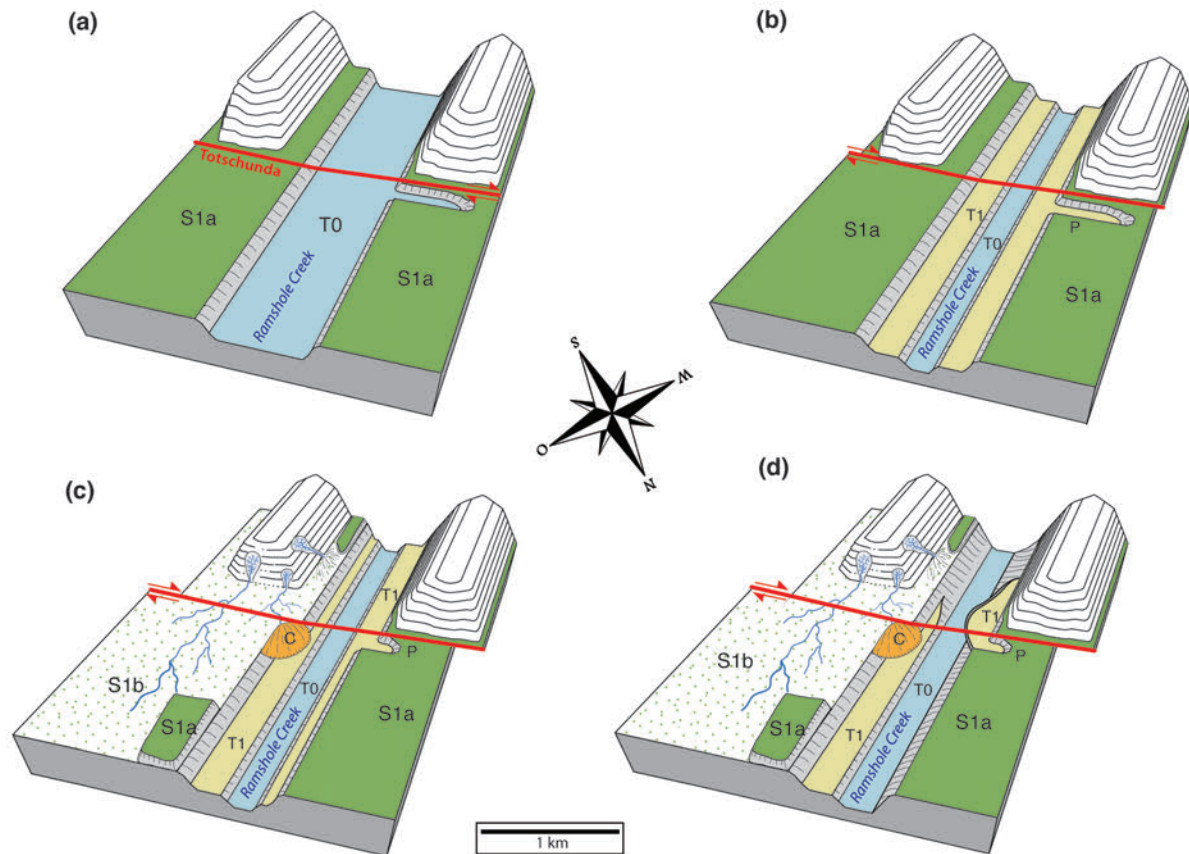 (a)
Totschunda
S1a
T0
S1a
Ramshole Creek
(b)
S1a
T1
T0
P
S1a
Ramshole Creek
S
W
O
N
(c)
C
T1
P
S1b
T0
S1a
S1a
T1
Ramshole Creek
(d)
C
T1
P
S1b
T0
S1a
S1a
T1
Ramshole Creek
1 km